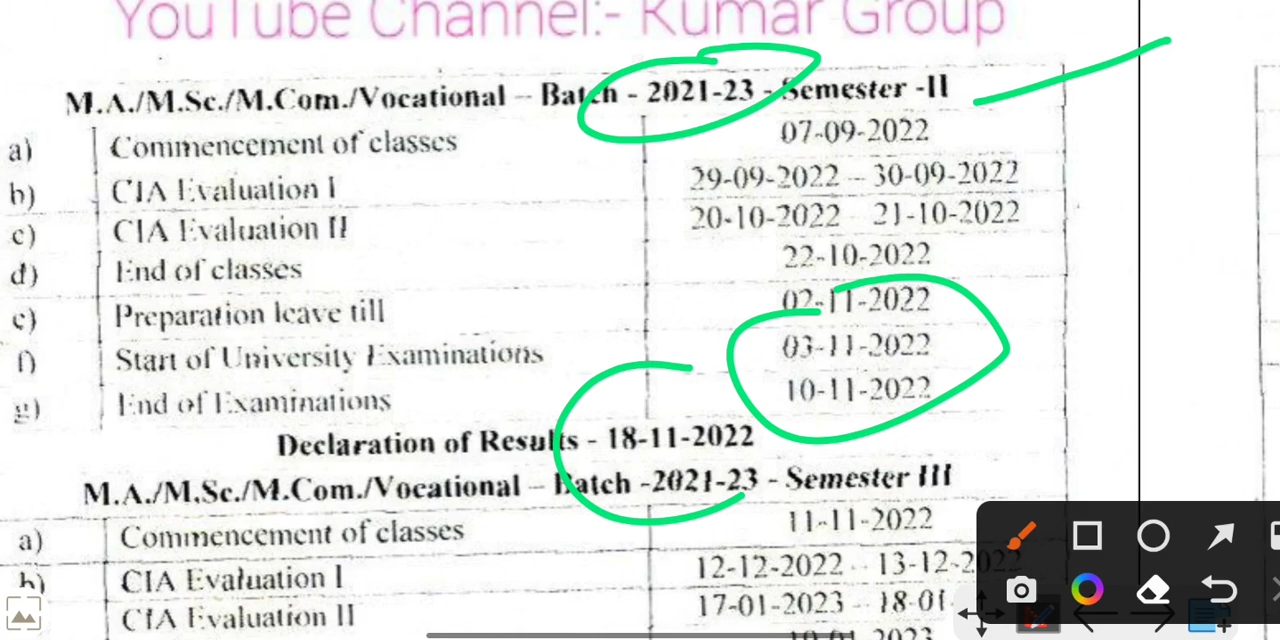 YouTube Channel:- Kumar Group
M.A./M.Sc./M.Com./Vocational – Batch - 2021-23 - Semester -II
a) Commencement of classes 07-09-2022
b) CIA Evaluation I 29-09-2022 – 30-09-2022
c) CIA Evaluation II 20-10-2022 21-10-2022
d) End of classes 22-10-2022
e) Preparation leave till 02-11-2022
f) Start of University Examinations 03-11-2022
g) End of Examinations 10-11-2022
Declaration of Results - 18-11-2022
M.A./M.Sc./M.Com./Vocational – Batch -2021-23 - Semester III
a) Commencement of classes 11-11-2022
b) CIA Evaluation I 12-12-2022 - 13-12-2022
CIA Evaluation II 17-01-2023 – 18-01-
2023